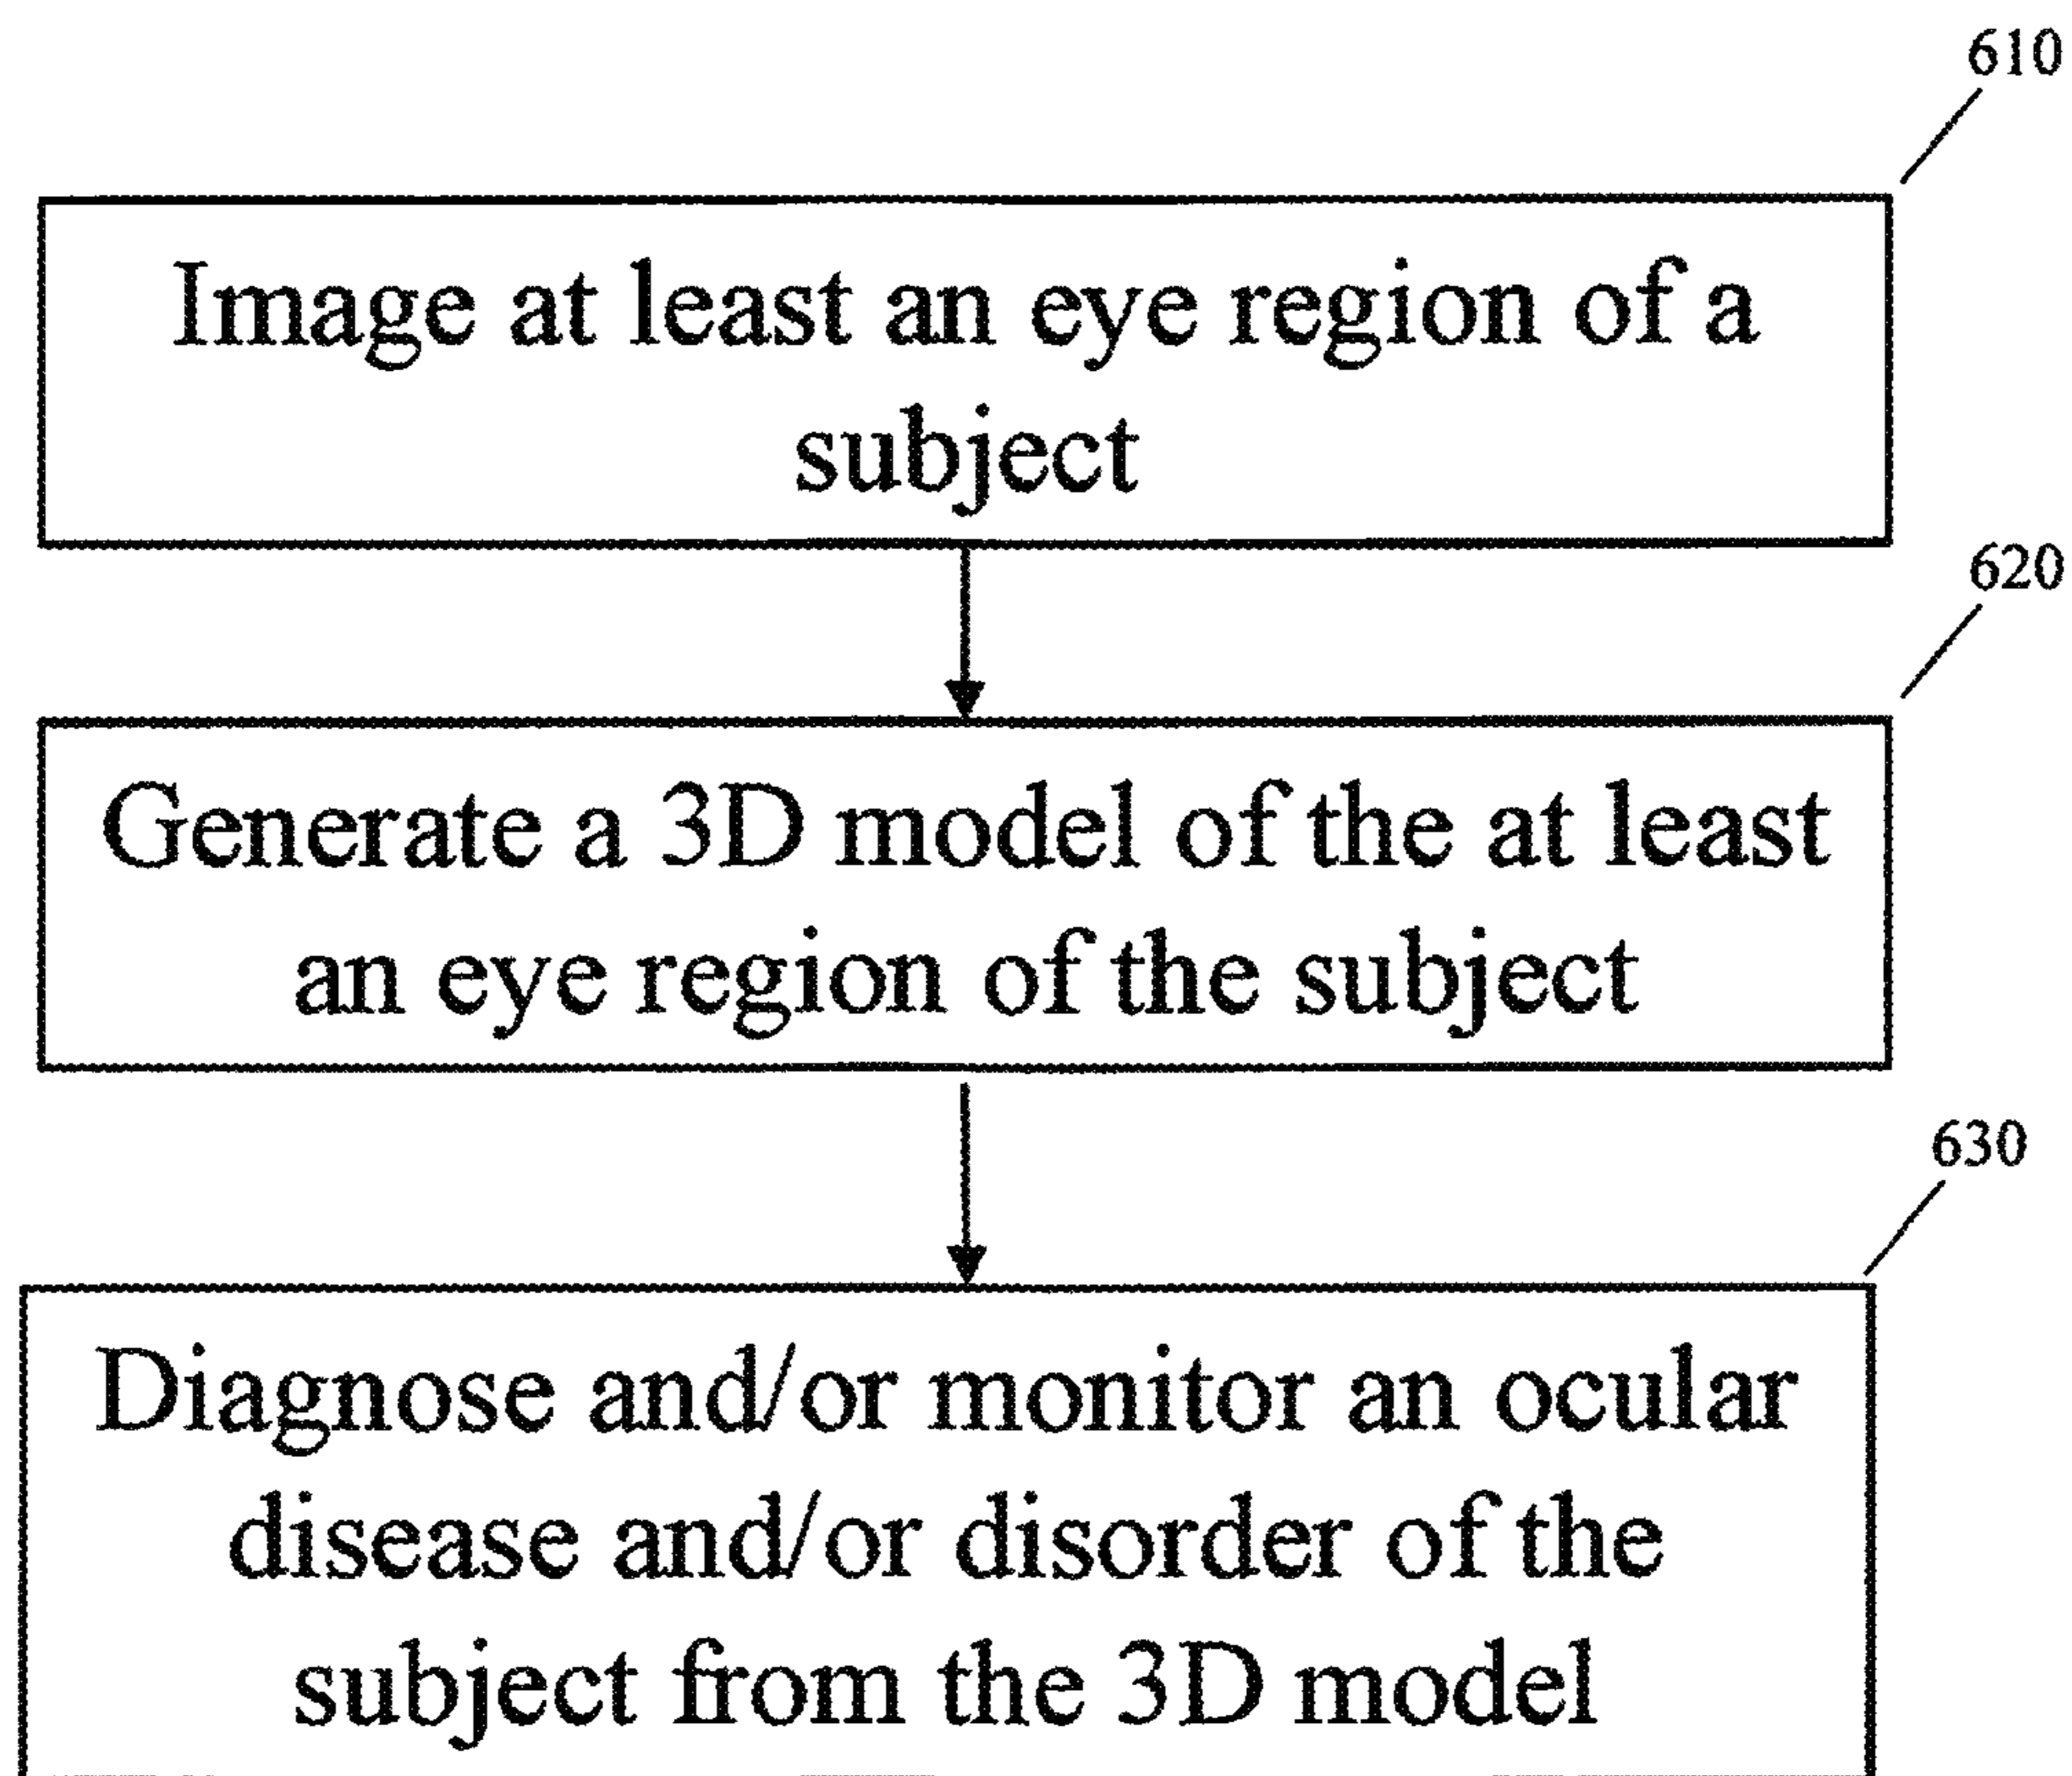 610
Image at least an eye region of a
subject
620
Generate a 3D model of the at least
an eye region of the subject
630
Diagnose and/or monitor an ocular
disease and/or disorder of the
subject from the 3D model